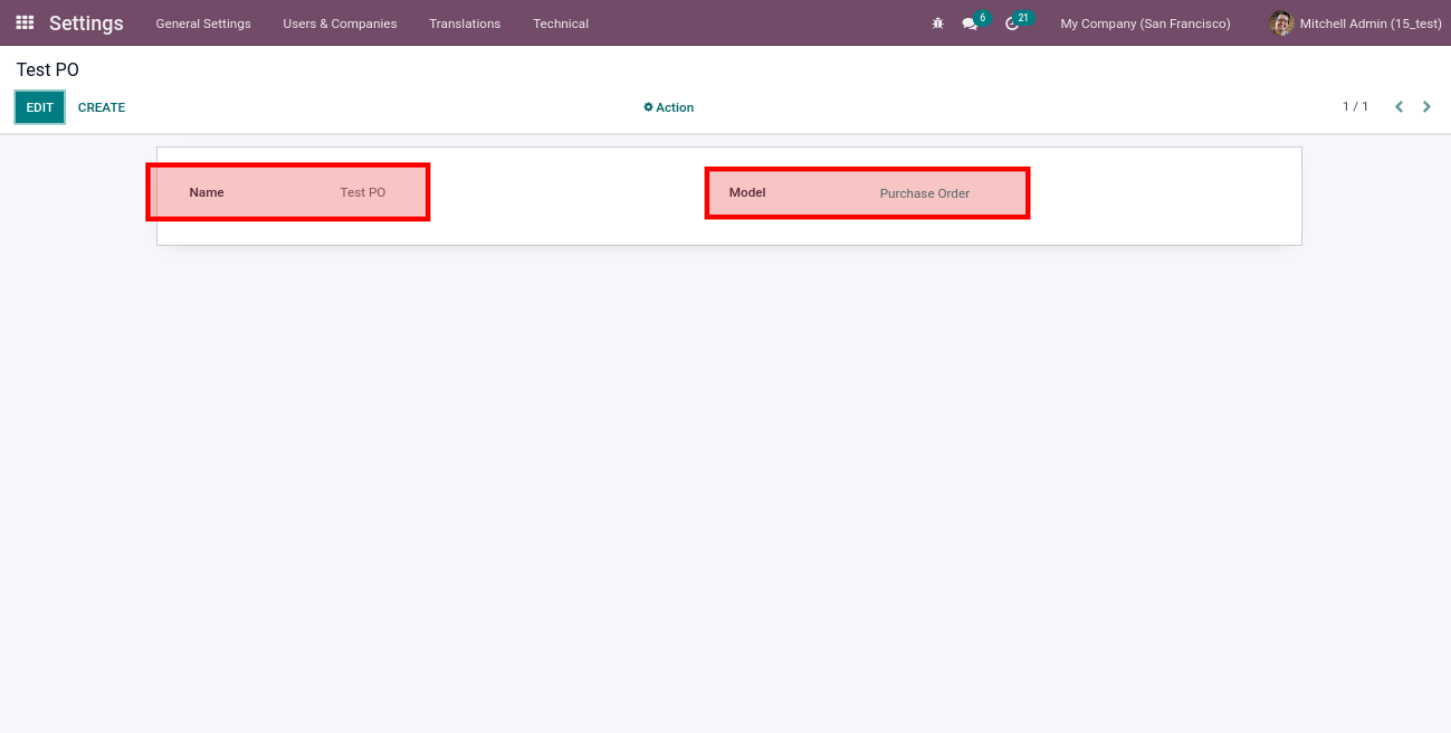 Settings General Settings Users & Companies Translations Technical 6 21 My Company (San Francisco) Mitchell Admin (15_test)
Test PO
EDIT CREATE Action 1 / 1
Name Test PO Model Purchase Order